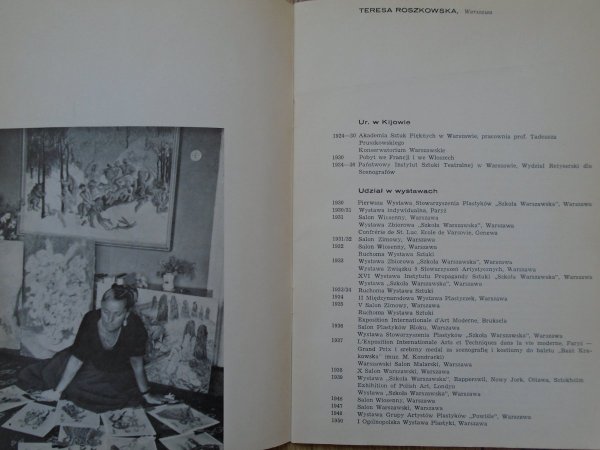 TERESA ROSZKOWSKA, Warszawa
Ur. w Kijowie
1924—30 Akademia Sztuk Pięknych w Warszawie, pracownia prof. Tadeusza
Pruszkowskiego
Konserwatorium Warszawskie
1930 Pobyt we Francji i we Włoszech
1934—36 Państwowy Instytut Sztuki Teatralnej w Warszawie, Wydział Reżyserski dla
Scenografów
Udział w wystawach
1930 Pierwsza Wystawa Stowarzyszenia Plastyków „Szkoła Warszawska", Warszawa
1930/31 Wystawa indywidualna, Paryż
1931 Salon Wiosenny, Warszawa
Wystawa Zbiorowa „Szkoła Warszawska", Warszawa
Confrérie de St. Luc. Ecole de Varsovie, Genewa
1931/32 Salon Zimowy, Warszawa
1932 Salon Wiosenny, Warszawa
Ruchoma Wystawa Sztuki
1933 Wystawa Zbiorowa „Szkoła Warszawska", Warszawa
Wystawa Związku 5 Stowarzyszeń Artystycznych, Warszawa
XVI Wystawa Instytutu Propagandy Sztuki „Szkoła Warszawska", Warszawa
Wystawa „Szkoła Warszawska", Warszawa
1933/34 Ruchoma Wystawa Sztuki
1934 II Międzynarodowa Wystawa Plastyczek, Warszawa
1935 V Salon Zimowy, Warszawa
Ruchoma Wystawa Sztuki
Exposition Internationale d'Art Moderne, Bruksela
1936 Salon Plastyków Bloku, Warszawa
Wystawa Stowarzyszenia Plastyków „Szkoła Warszawska", Warszawa
1937 L'Exposition Internationale Arts et Techniques dans la vie moderne, Paryż —
Grand Prix i srebrny medal za scenografię i kostiumy do baletu „Baśń Kra-
kowska" (muz. M. Kondracki)
Warszawski Salon Malarski, Warszawa
1938 X Salon Warszawski, Warszawa
1939 Wystawa „Szkoła Warszawska", Rapperswil, Nowy Jork, Ottawa, Sztokholm
Exhibition of Polish Art, Londyn
Wystawa „Szkoła Warszawska", Warszawa
1946 Salon Wiosenny, Warszawa
1947 Salon Warszawski, Warszawa
1948 Wystawa Grupy Artystów Plastyków „Powiśle", Warszawa
1950 I Ogólnopolska Wystawa Plastyki, Warszawa